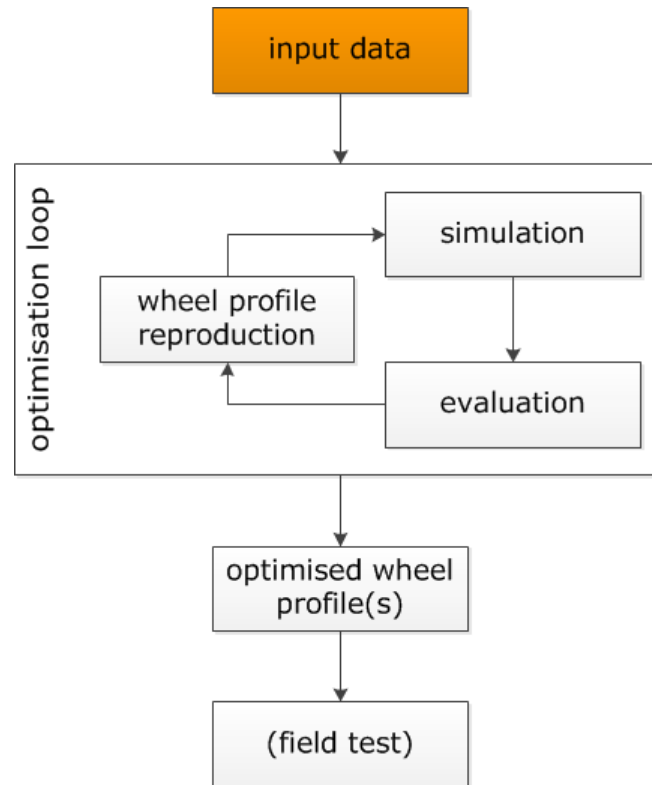 input data
optimisation loop
simulation
wheel profile
reproduction
evaluation
optimised wheel
profile(s)
(field test)